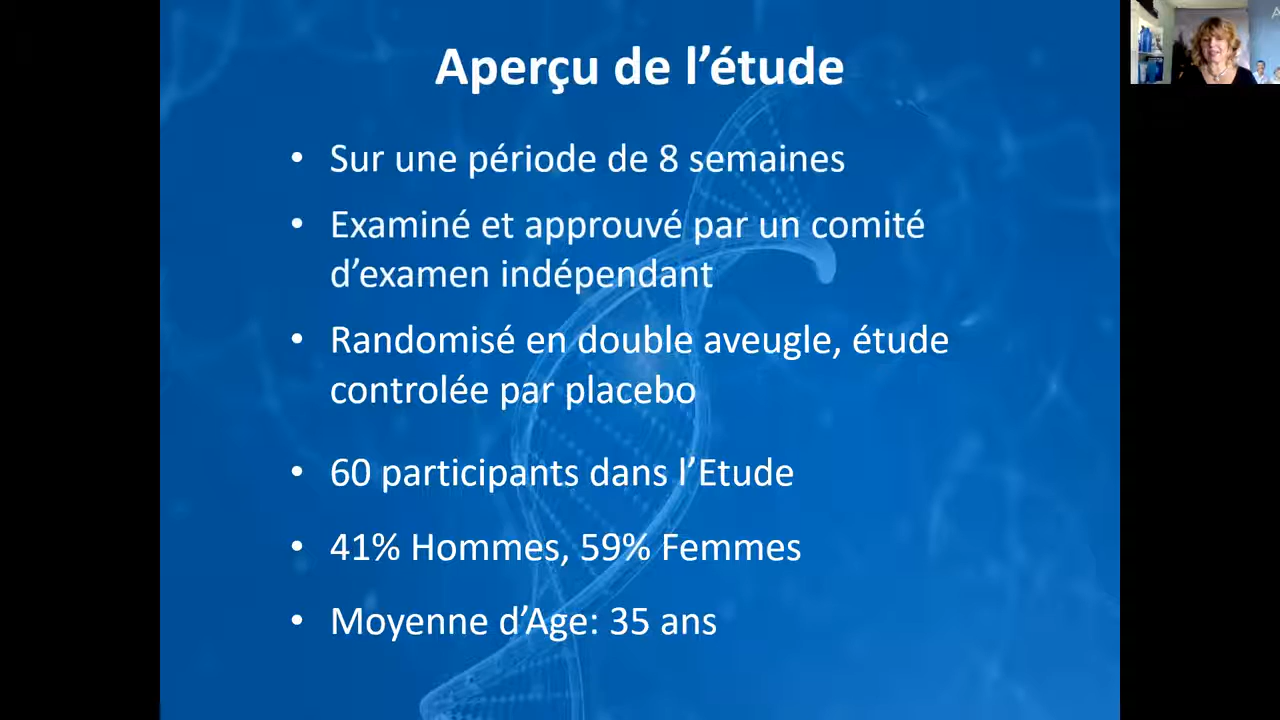 Aperçu de l’étude
• Sur une période de 8 semaines
• Examiné et approuvé par un comité
d’examen indépendant
• Randomisé en double aveugle, étude
controlée par placebo
• 60 participants dans l’Etude
• 41% Hommes, 59% Femmes
• Moyenne d’Age: 35 ans